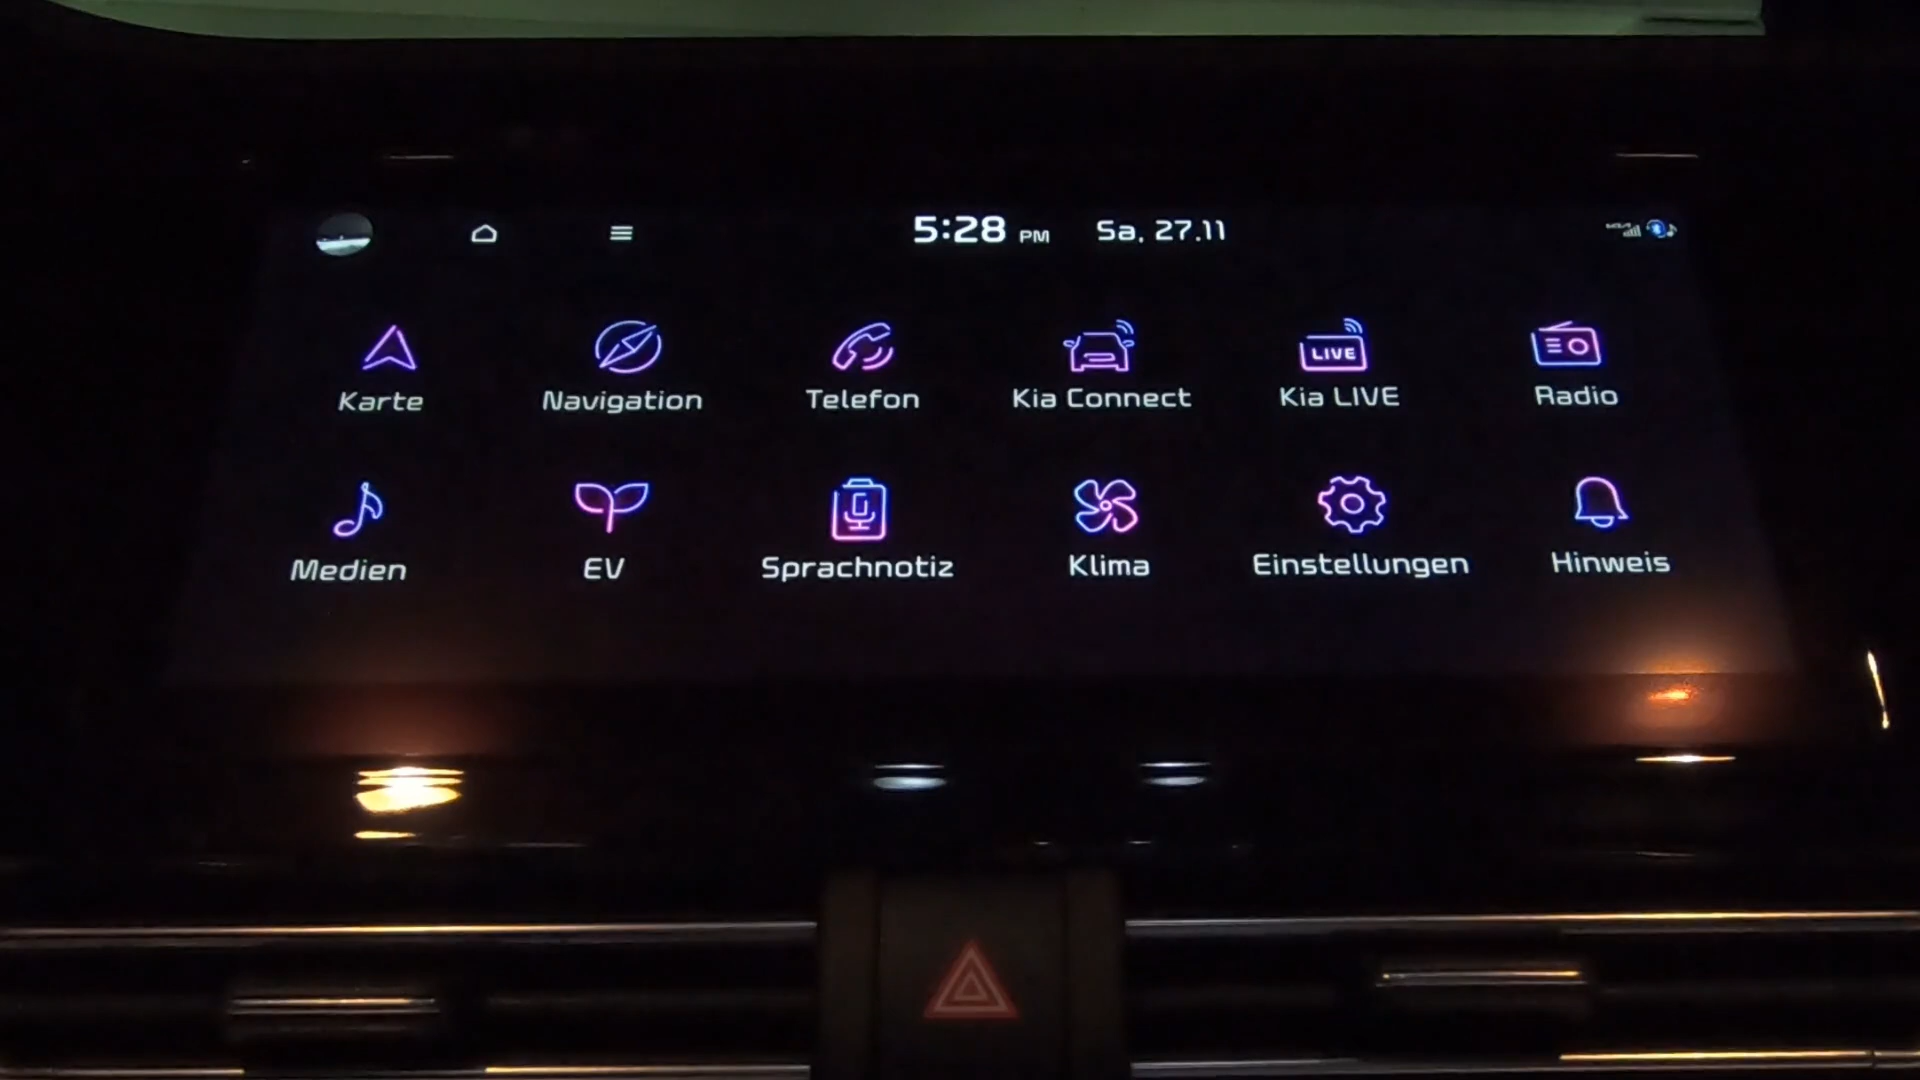 5:28 PM Sa, 27.11
Karte Navigation Telefon Kia Connect LIVE Kia LIVE Radio
Medien EV Sprachnotiz Klima Einstellungen Hinweis